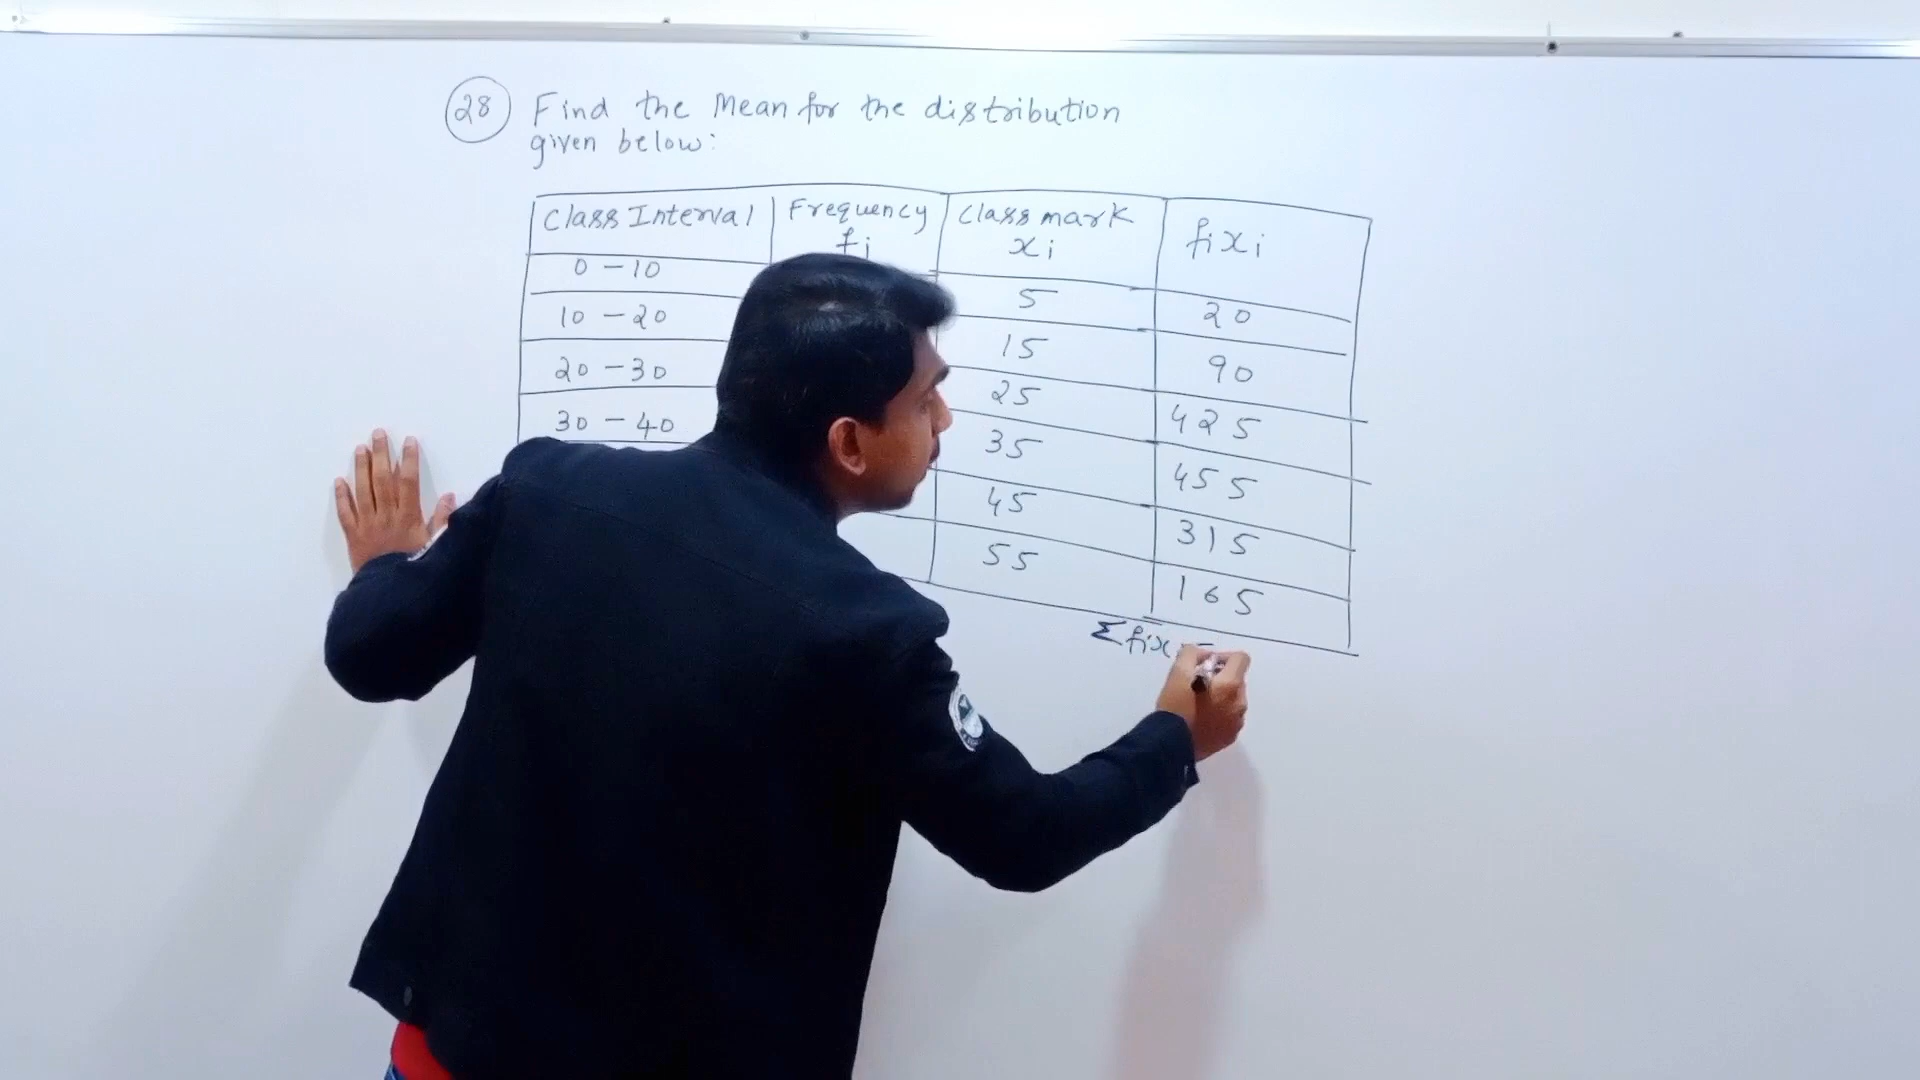 28 Find the Mean for the distribution
given below:
Class Interval Frequency fi Class mark xi fixi
0 - 10 5 20
10 - 20 15 90
20 - 30 25 425
30 - 40 35 455
45 315
55 165
Σfixi =